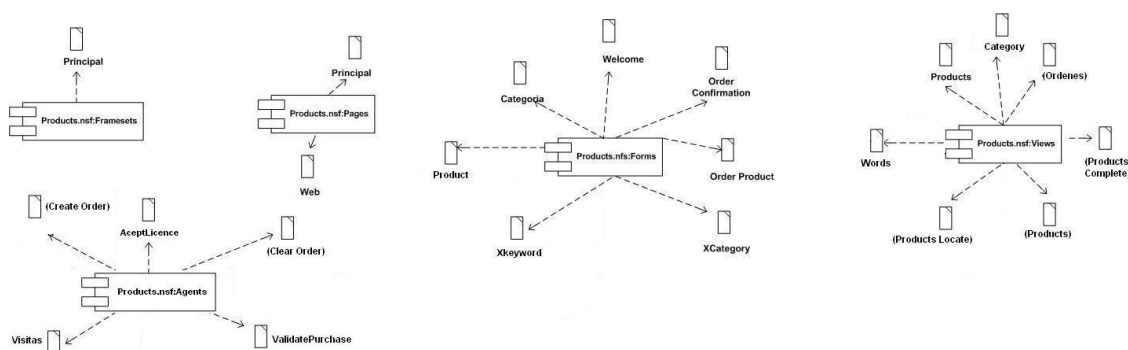 Principal
Products.nsf:Framesets
Principal
Products.nsf:Pages
Web
(Create Order)
AceptLicence
(Clear Order)
Products.nsf:Agents
Visitas
ValidatePurchase
Welcome
Categoria
Order
Confirmation
Products.nfs:Forms
Product
Order Product
Xkeyword
XCategory
Category
Products
(Ordenes)
Products.nsf:Views
Words
(Products
Complete)
(Products Locate)
(Products)